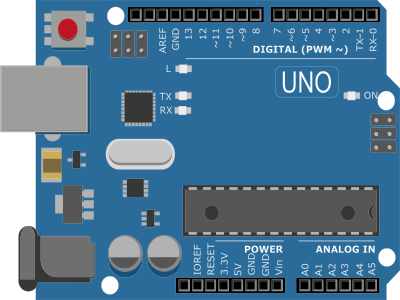 AREF
GND
13
12
~11
~10
~9
8
7
~6
~5
4
~3
2
TX-1
RX-0
DIGITAL (PWM ~)
L
TX
RX
UNO
ON
POWER
ANALOG IN
IOREF
RESET
3.3V
5V
GND
GND
Vin
A0
A1
A2
A3
A4
A5